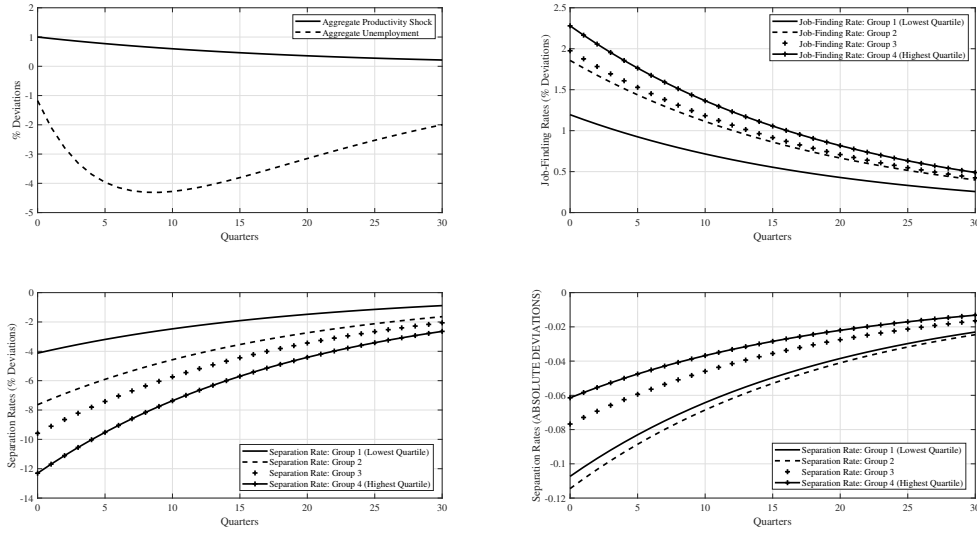 2
1
0
-1
-2
-3
-4
-5
% Deviations
0 5 10 15 20 25 30
Quarters
Aggregate Productivity Shock
Aggregate Unemployment
2.5
2
1.5
1
0.5
0
Job-Finding Rates (% Deviations)
0 5 10 15 20 25 30
Quarters
Job-Finding Rate: Group 1 (Lowest Quartile)
Job-Finding Rate: Group 2
Job-Finding Rate: Group 3
Job-Finding Rate: Group 4 (Highest Quartile)
0
-2
-4
-6
-8
-10
-12
-14
Separation Rates (% Deviations)
0 5 10 15 20 25 30
Quarters
Separation Rate: Group 1 (Lowest Quartile)
Separation Rate: Group 2
Separation Rate: Group 3
Separation Rate: Group 4 (Highest Quartile)
0
-0.02
-0.04
-0.06
-0.08
-0.1
-0.12
Separation Rates (ABSOLUTE DEVIATIONS)
0 5 10 15 20 25 30
Quarters
Separation Rate: Group 1 (Lowest Quartile)
Separation Rate: Group 2
Separation Rate: Group 3
Separation Rate: Group 4 (Highest Quartile)